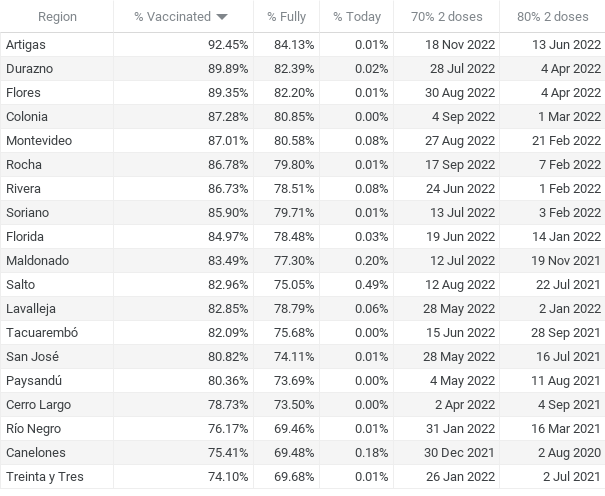 Region % Vaccinated % Fully % Today 70% 2 doses 80% 2 doses
Artigas 92.45% 84.13% 0.01% 18 Nov 2022 13 Jun 2022
Durazno 89.89% 82.39% 0.02% 28 Jul 2022 4 Apr 2022
Flores 89.35% 82.20% 0.01% 30 Aug 2022 4 Apr 2022
Colonia 87.28% 80.85% 0.00% 4 Sep 2022 1 Mar 2022
Montevideo 87.01% 80.58% 0.08% 27 Aug 2022 21 Feb 2022
Rocha 86.78% 79.80% 0.01% 17 Sep 2022 7 Feb 2022
Rivera 86.73% 78.51% 0.08% 24 Jun 2022 1 Feb 2022
Soriano 85.90% 79.71% 0.01% 13 Jul 2022 3 Feb 2022
Florida 84.97% 78.48% 0.03% 19 Jun 2022 14 Jan 2022
Maldonado 83.49% 77.30% 0.20% 12 Jul 2022 19 Nov 2021
Salto 82.96% 75.05% 0.49% 12 Aug 2022 22 Jul 2021
Lavalleja 82.85% 78.79% 0.06% 28 May 2022 2 Jan 2022
Tacuarembó 82.09% 75.68% 0.00% 15 Jun 2022 28 Sep 2021
San José 80.82% 74.11% 0.01% 28 May 2022 16 Jul 2021
Paysandú 80.36% 73.69% 0.00% 4 May 2022 11 Aug 2021
Cerro Largo 78.73% 73.50% 0.00% 2 Apr 2022 4 Sep 2021
Río Negro 76.17% 69.46% 0.01% 31 Jan 2022 16 Mar 2021
Canelones 75.41% 69.48% 0.18% 30 Dec 2021 2 Aug 2020
Treinta y Tres 74.10% 69.68% 0.01% 26 Jan 2022 2 Jul 2021